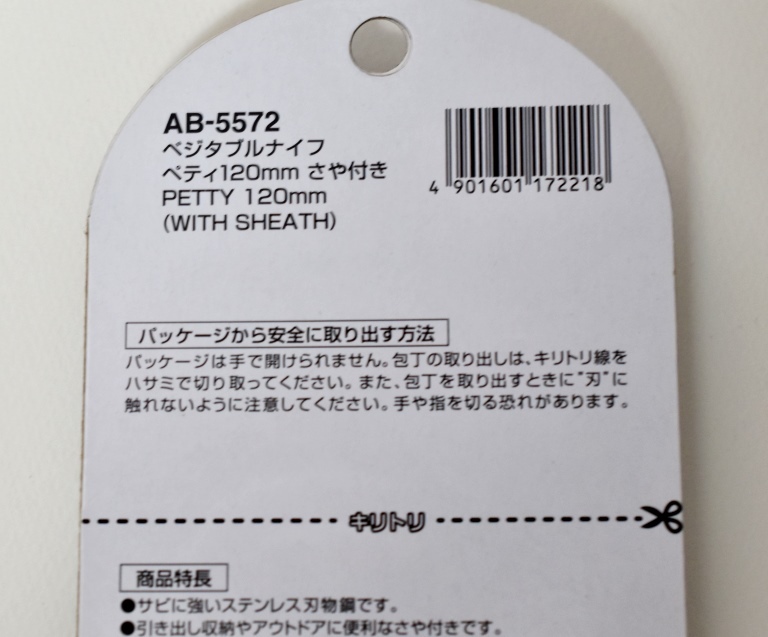 AB-5572
ベジタブルナイフ
ペティ120mm さや付き
PETTY 120mm
(WITH SHEATH)
4 901601 172218
パッケージから安全に取り出す方法
パッケージは手で開けられません。包丁の取り出しは、キリトリ線を
ハサミで切り取ってください。また、包丁を取り出すときに"刃"に
触れないように注意してください。手や指を切る恐れがあります。
キリトリ
商品特長
●サビに強いステンレス刃物鋼です。
●引き出し収納やアウトドアに便利なさや付きです。